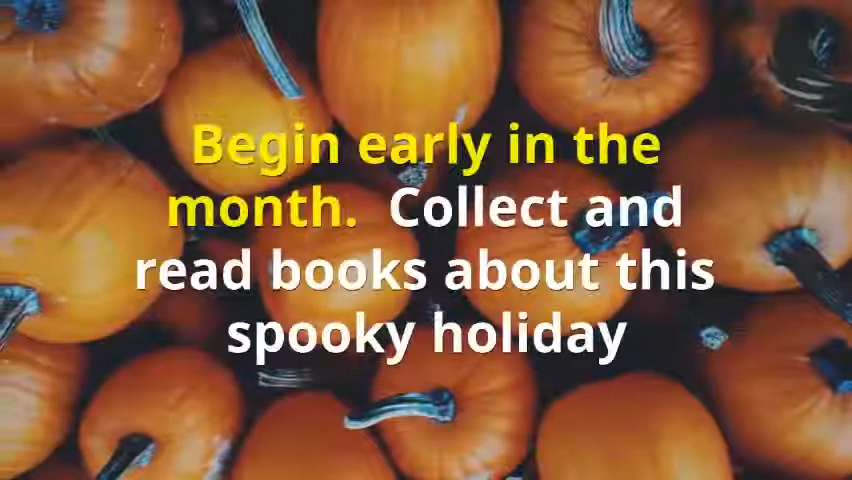 Begin early in the
month.  Collect and
read books about this
spooky holiday